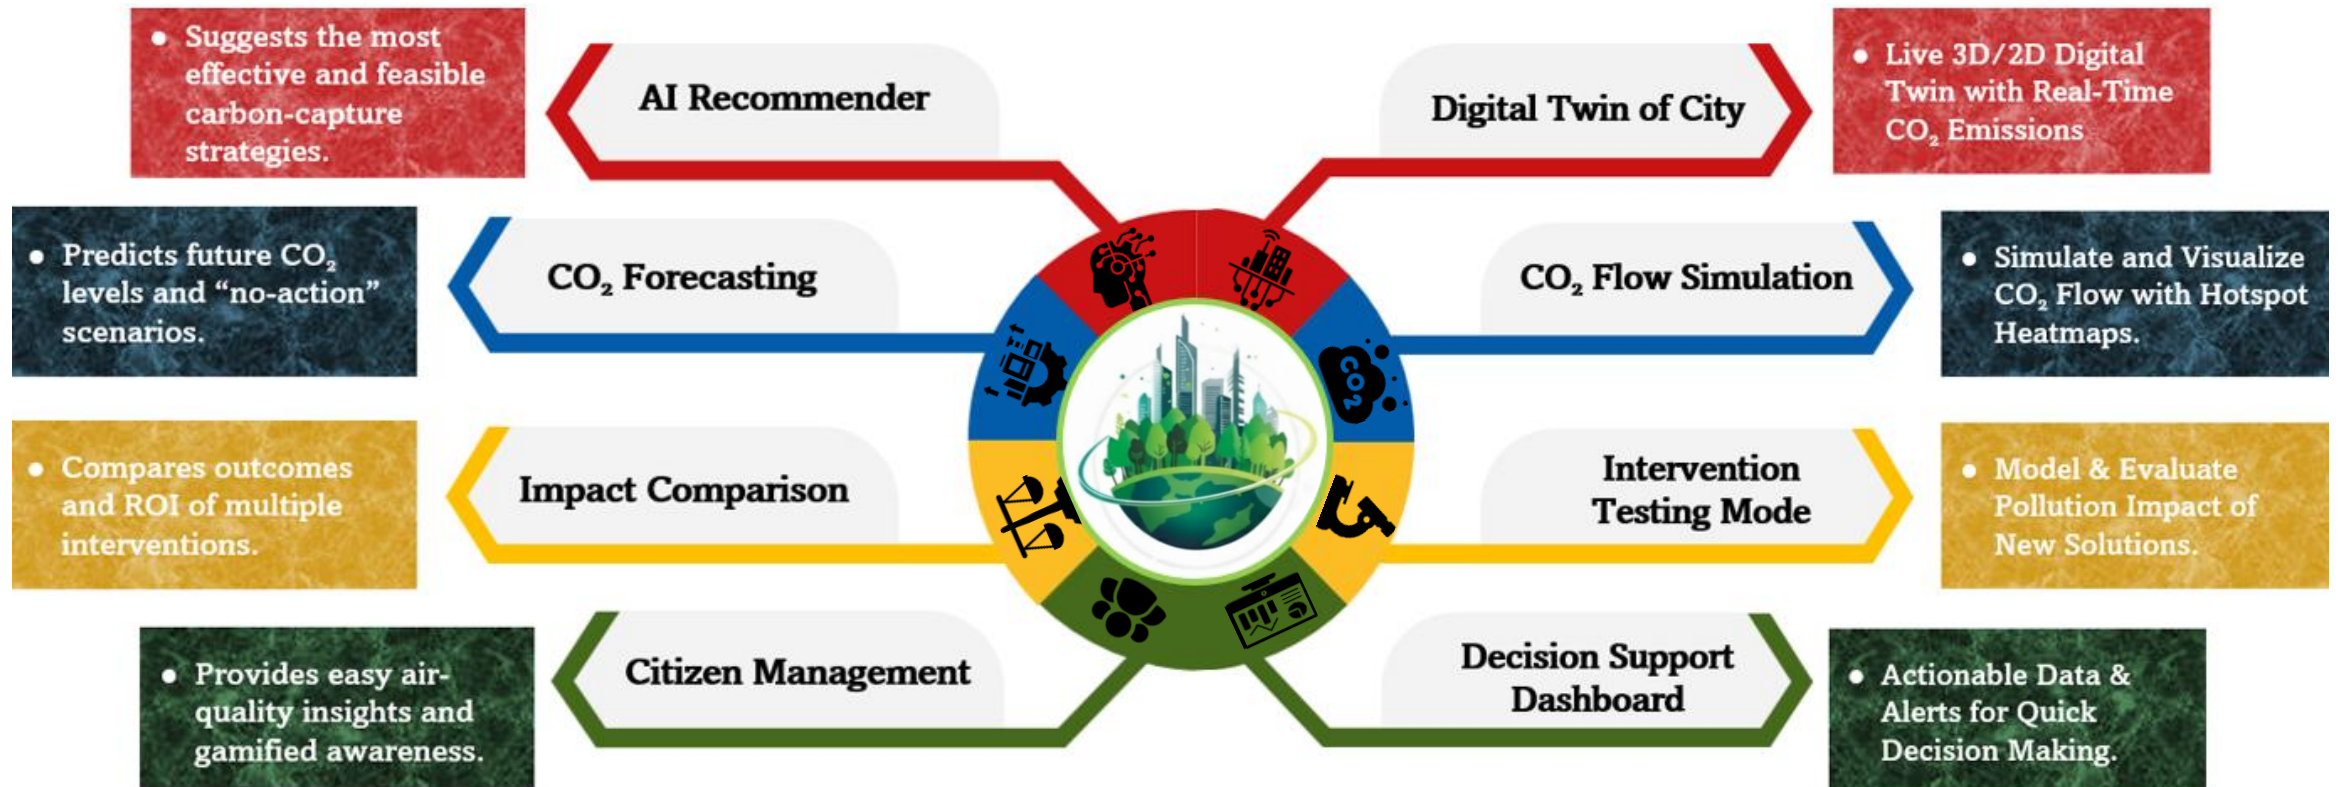 • Suggests the most
effective and feasible
carbon-capture
strategies.
AI Recommender
Digital Twin of City
• Live 3D/2D Digital
Twin with Real-Time
CO₂ Emissions
• Predicts future CO₂
levels and “no-action”
scenarios.
CO₂ Forecasting
CO₂ Flow Simulation
• Simulate and Visualize
CO₂ Flow with Hotspot
Heatmaps.
CO2
• Compares outcomes
and ROI of multiple
interventions.
Impact Comparison
Intervention
Testing Mode
• Model & Evaluate
Pollution Impact of
New Solutions.
• Provides easy air-
quality insights and
gamified awareness.
Citizen Management
Decision Support
Dashboard
• Actionable Data &
Alerts for Quick
Decision Making.